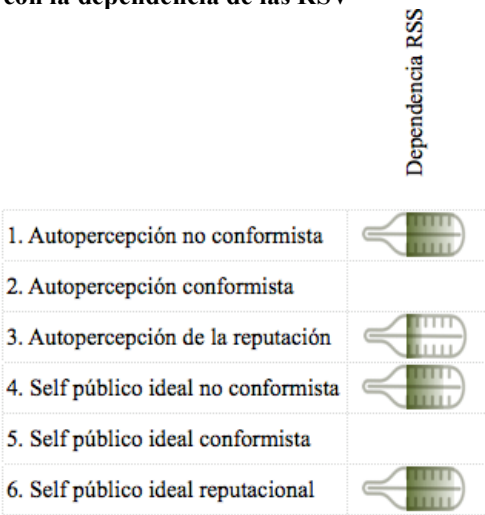 con la dependencia de las RSV
Dependencia RSS
1. Autopercepción no conformista
2. Autopercepción conformista
3. Autopercepción de la reputación
4. Self público ideal no conformista
5. Self público ideal conformista
6. Self público ideal reputacional